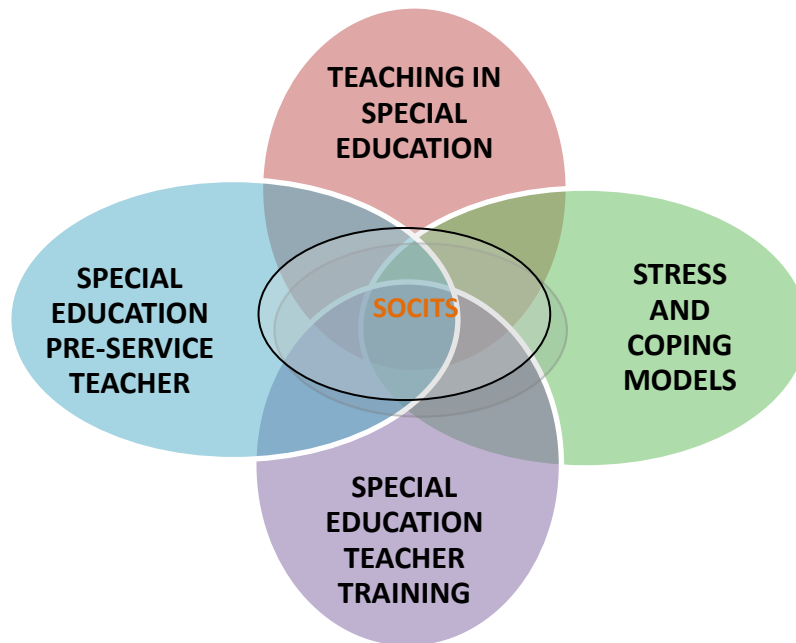 TEACHING IN
SPECIAL
EDUCATION
SPECIAL
EDUCATION
PRE-SERVICE
TEACHER
SOCITS
STRESS
AND
COPING
MODELS
SPECIAL
EDUCATION
TEACHER
TRAINING